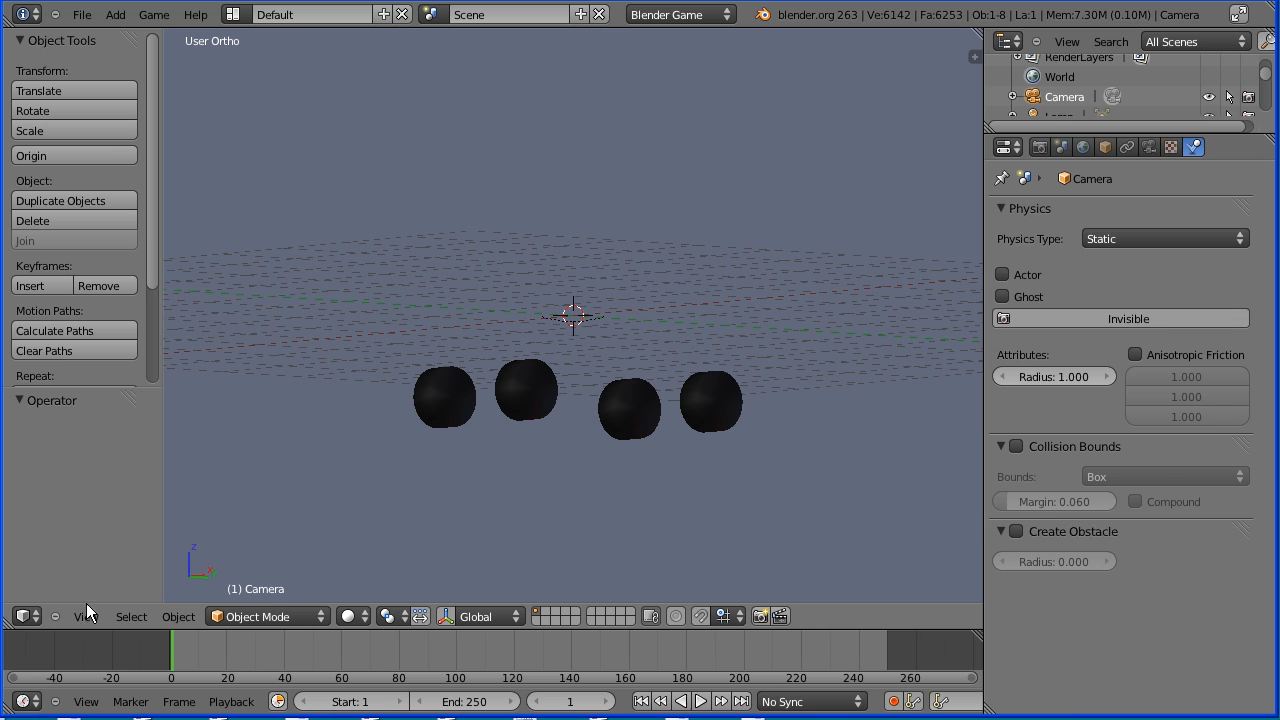 File Add Game Help Default Scene Blender Game blender.org 263 | Ve:6142 | Fa:6253 | Ob:1-8 | La:1 | Mem:7.30M (0.10M) | Camera
Object Tools
Transform:
Translate
Rotate
Scale
Origin
Object:
Duplicate Objects
Delete
Join
Keyframes:
Insert Remove
Motion Paths:
Calculate Paths
Clear Paths
Repeat:
Operator
User Ortho
z
x
(1) Camera
View Select Object Object Mode Global
-40 -20 0 20 40 60 80 100 120 140 160 180 200 220 240 260
View Marker Frame Playback Start: 1 End: 250 1 No Sync
View Search All Scenes
RenderLayers
World
Camera
Lamp
Camera
Physics
Physics Type: Static
Actor
Ghost
Invisible
Attributes: Anisotropic Friction
Radius: 1.000 1.000
1.000
1.000
Collision Bounds
Bounds: Box
Margin: 0.060 Compound
Create Obstacle
Radius: 0.000